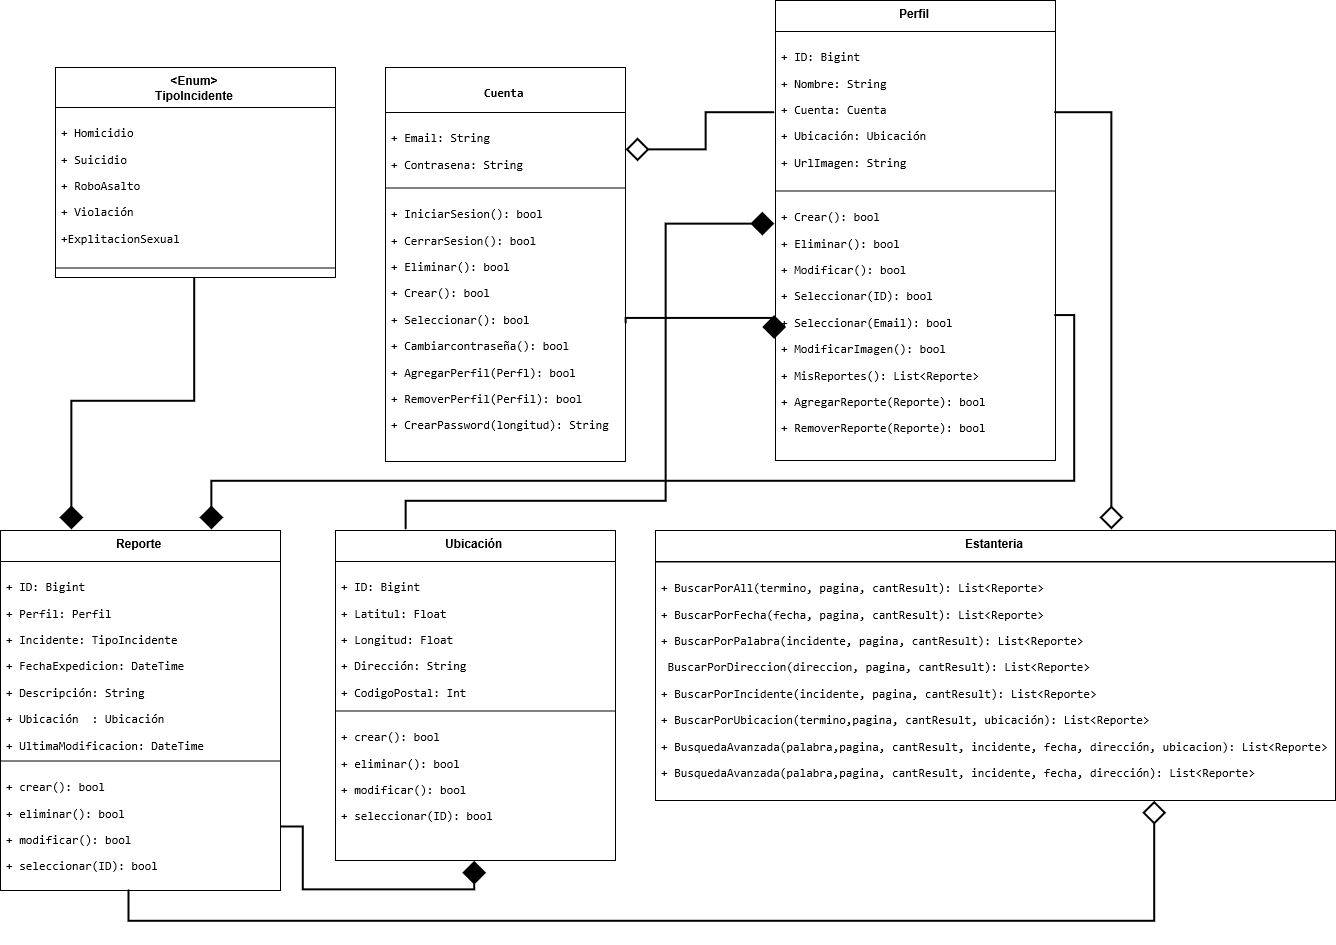 <Enum>
TipoIncidente
+ Homicidio
+ Suicidio
+ RoboAsalto
+ Violación
+ExplitacionSexual
Cuenta
+ Email: String
+ Contrasena: String
+ IniciarSesion(): bool
+ CerrarSesion(): bool
+ Eliminar(): bool
+ Crear(): bool
+ Seleccionar(): bool
+ Cambiarcontraseña(): bool
+ AgregarPerfil(Perfl): bool
+ RemoverPerfil(Perfil): bool
+ CrearPassword(longitud): String
Perfil
+ ID: Bigint
+ Nombre: String
+ Cuenta: Cuenta
+ Ubicación: Ubicación
+ UrlImagen: String
+ Crear(): bool
+ Eliminar(): bool
+ Modificar(): bool
+ Seleccionar(ID): bool
+ Seleccionar(Email): bool
+ ModificarImagen(): bool
+ MisReportes(): List<Reporte>
+ AgregarReporte(Reporte): bool
+ RemoverReporte(Reporte): bool
Reporte
+ ID: Bigint
+ Perfil: Perfil
+ Incidente: TipoIncidente
+ FechaExpedicion: DateTime
+ Descripción: String
+ Ubicación  : Ubicación
+ UltimaModificacion: DateTime
+ crear(): bool
+ eliminar(): bool
+ modificar(): bool
+ seleccionar(ID): bool
Ubicación
+ ID: Bigint
+ Latitul: Float
+ Longitud: Float
+ Dirección: String
+ CodigoPostal: Int
+ crear(): bool
+ eliminar(): bool
+ modificar(): bool
+ seleccionar(ID): bool
Estanteria
+ BuscarPorAll(termino, pagina, cantResult): List<Reporte>
+ BuscarPorFecha(fecha, pagina, cantResult): List<Reporte>
+ BuscarPorPalabra(incidente, pagina, cantResult): List<Reporte>
BuscarPorDireccion(direccion, pagina, cantResult): List<Reporte>
+ BuscarPorIncidente(incidente, pagina, cantResult): List<Reporte>
+ BuscarPorUbicacion(termino,pagina, cantResult, ubicación): List<Reporte>
+ BusquedaAvanzada(palabra,pagina, cantResult, incidente, fecha, dirección, ubicacion): List<Reporte>
+ BusquedaAvanzada(palabra,pagina, cantResult, incidente, fecha, dirección): List<Reporte>